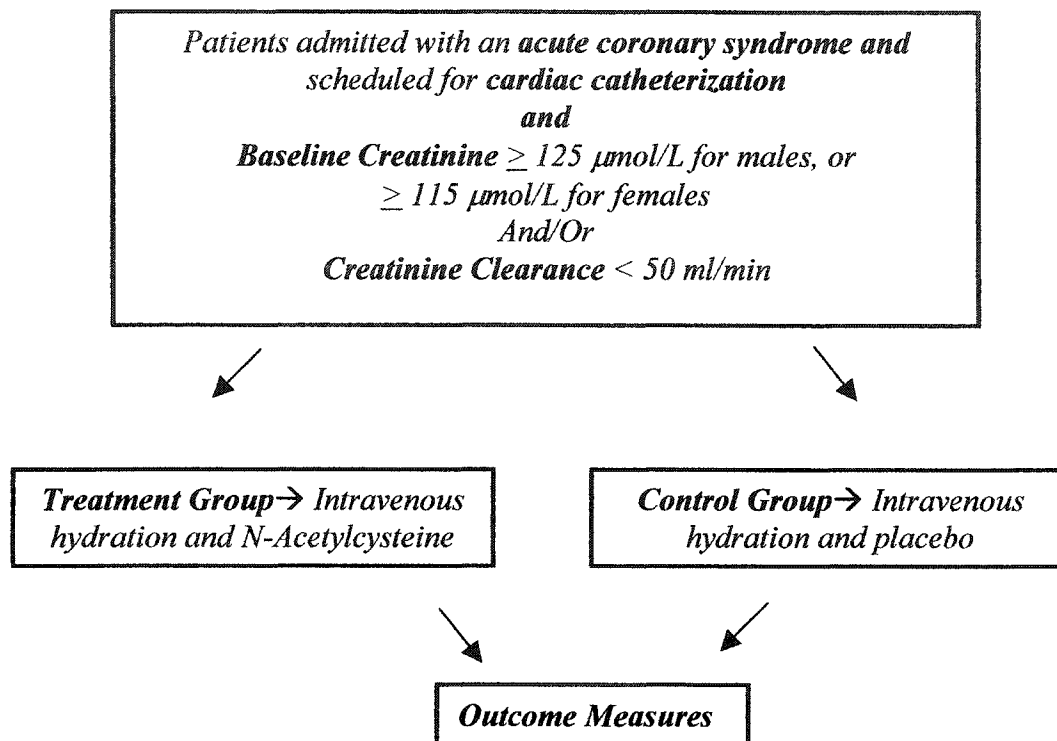 Patients admitted with an acute coronary syndrome and
scheduled for cardiac catheterization
and
Baseline Creatinine ≥ 125 μmol/L for males, or
≥ 115 μmol/L for females
And/Or
Creatinine Clearance < 50 ml/min
Treatment Group→ Intravenous
hydration and N-Acetylcysteine
Control Group→ Intravenous
hydration and placebo
Outcome Measures